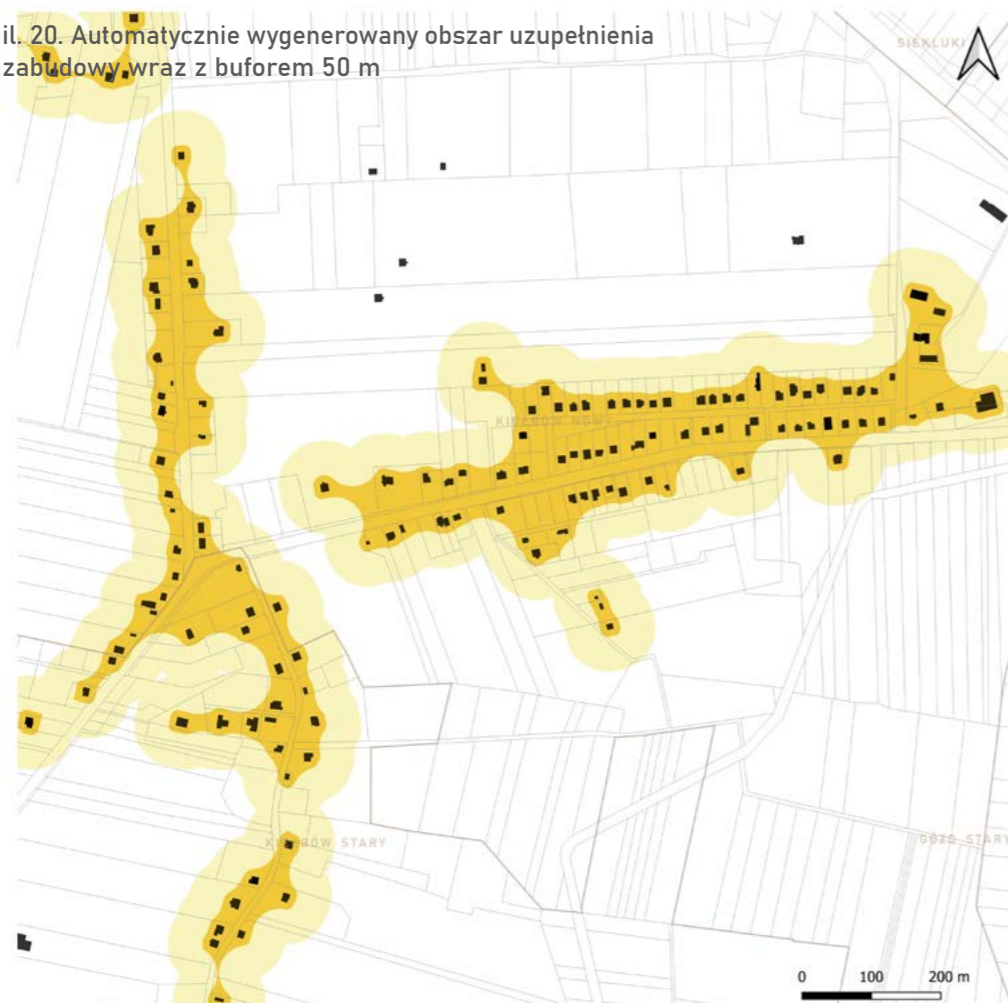 il. 20. Automatycznie wygenerowany obszar uzupełnienia
zabudowy wraz z buforem 50 m
SIEKLUKI
KIEŁBÓW NOWY
KIEŁBÓW STARY
GÓZD STARY
0 100 200 m